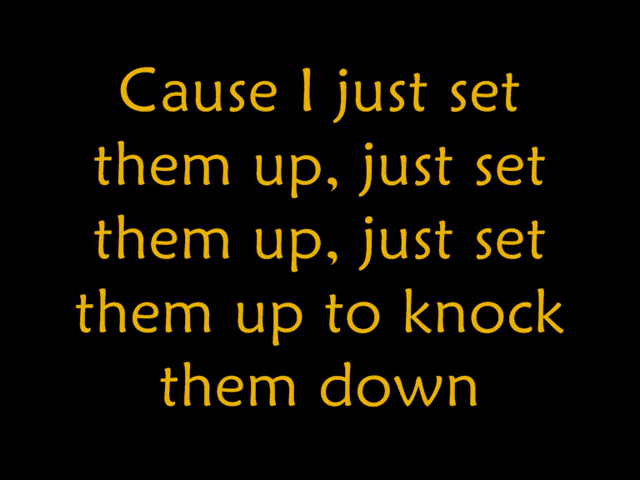 Cause I just set
them up, just set
them up, just set
them up to knock
them down